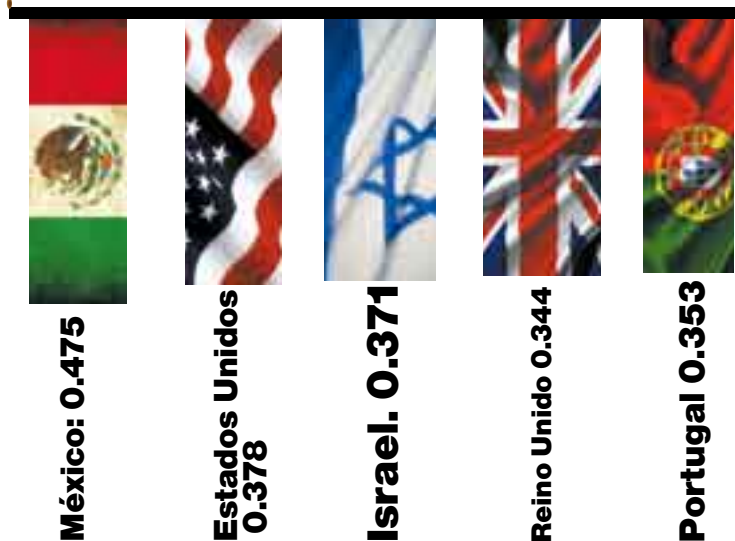 México: 0.475
Estados Unidos
0.378
Israel. 0.371
Reino Unido 0.344
Portugal 0.353